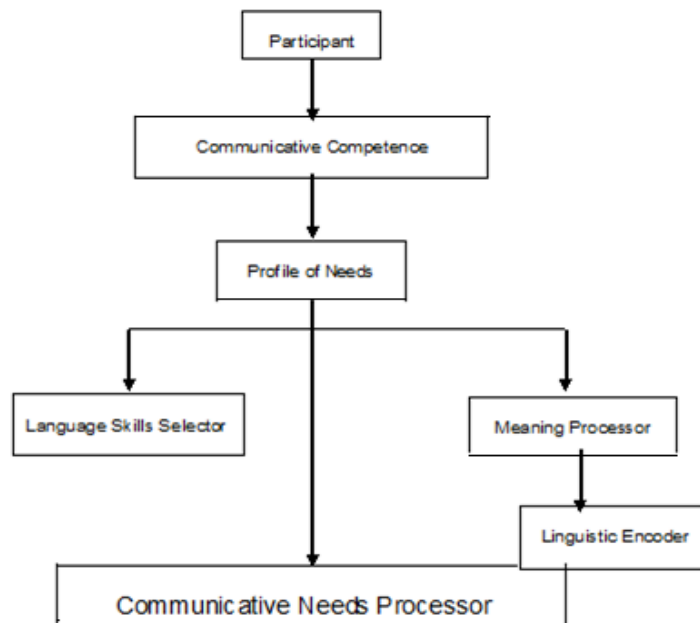 Participant
Communicative Competence
Profile of Needs
Language Skills Selector
Meaning Processor
Linguistic Encoder
Communicative Needs Processor